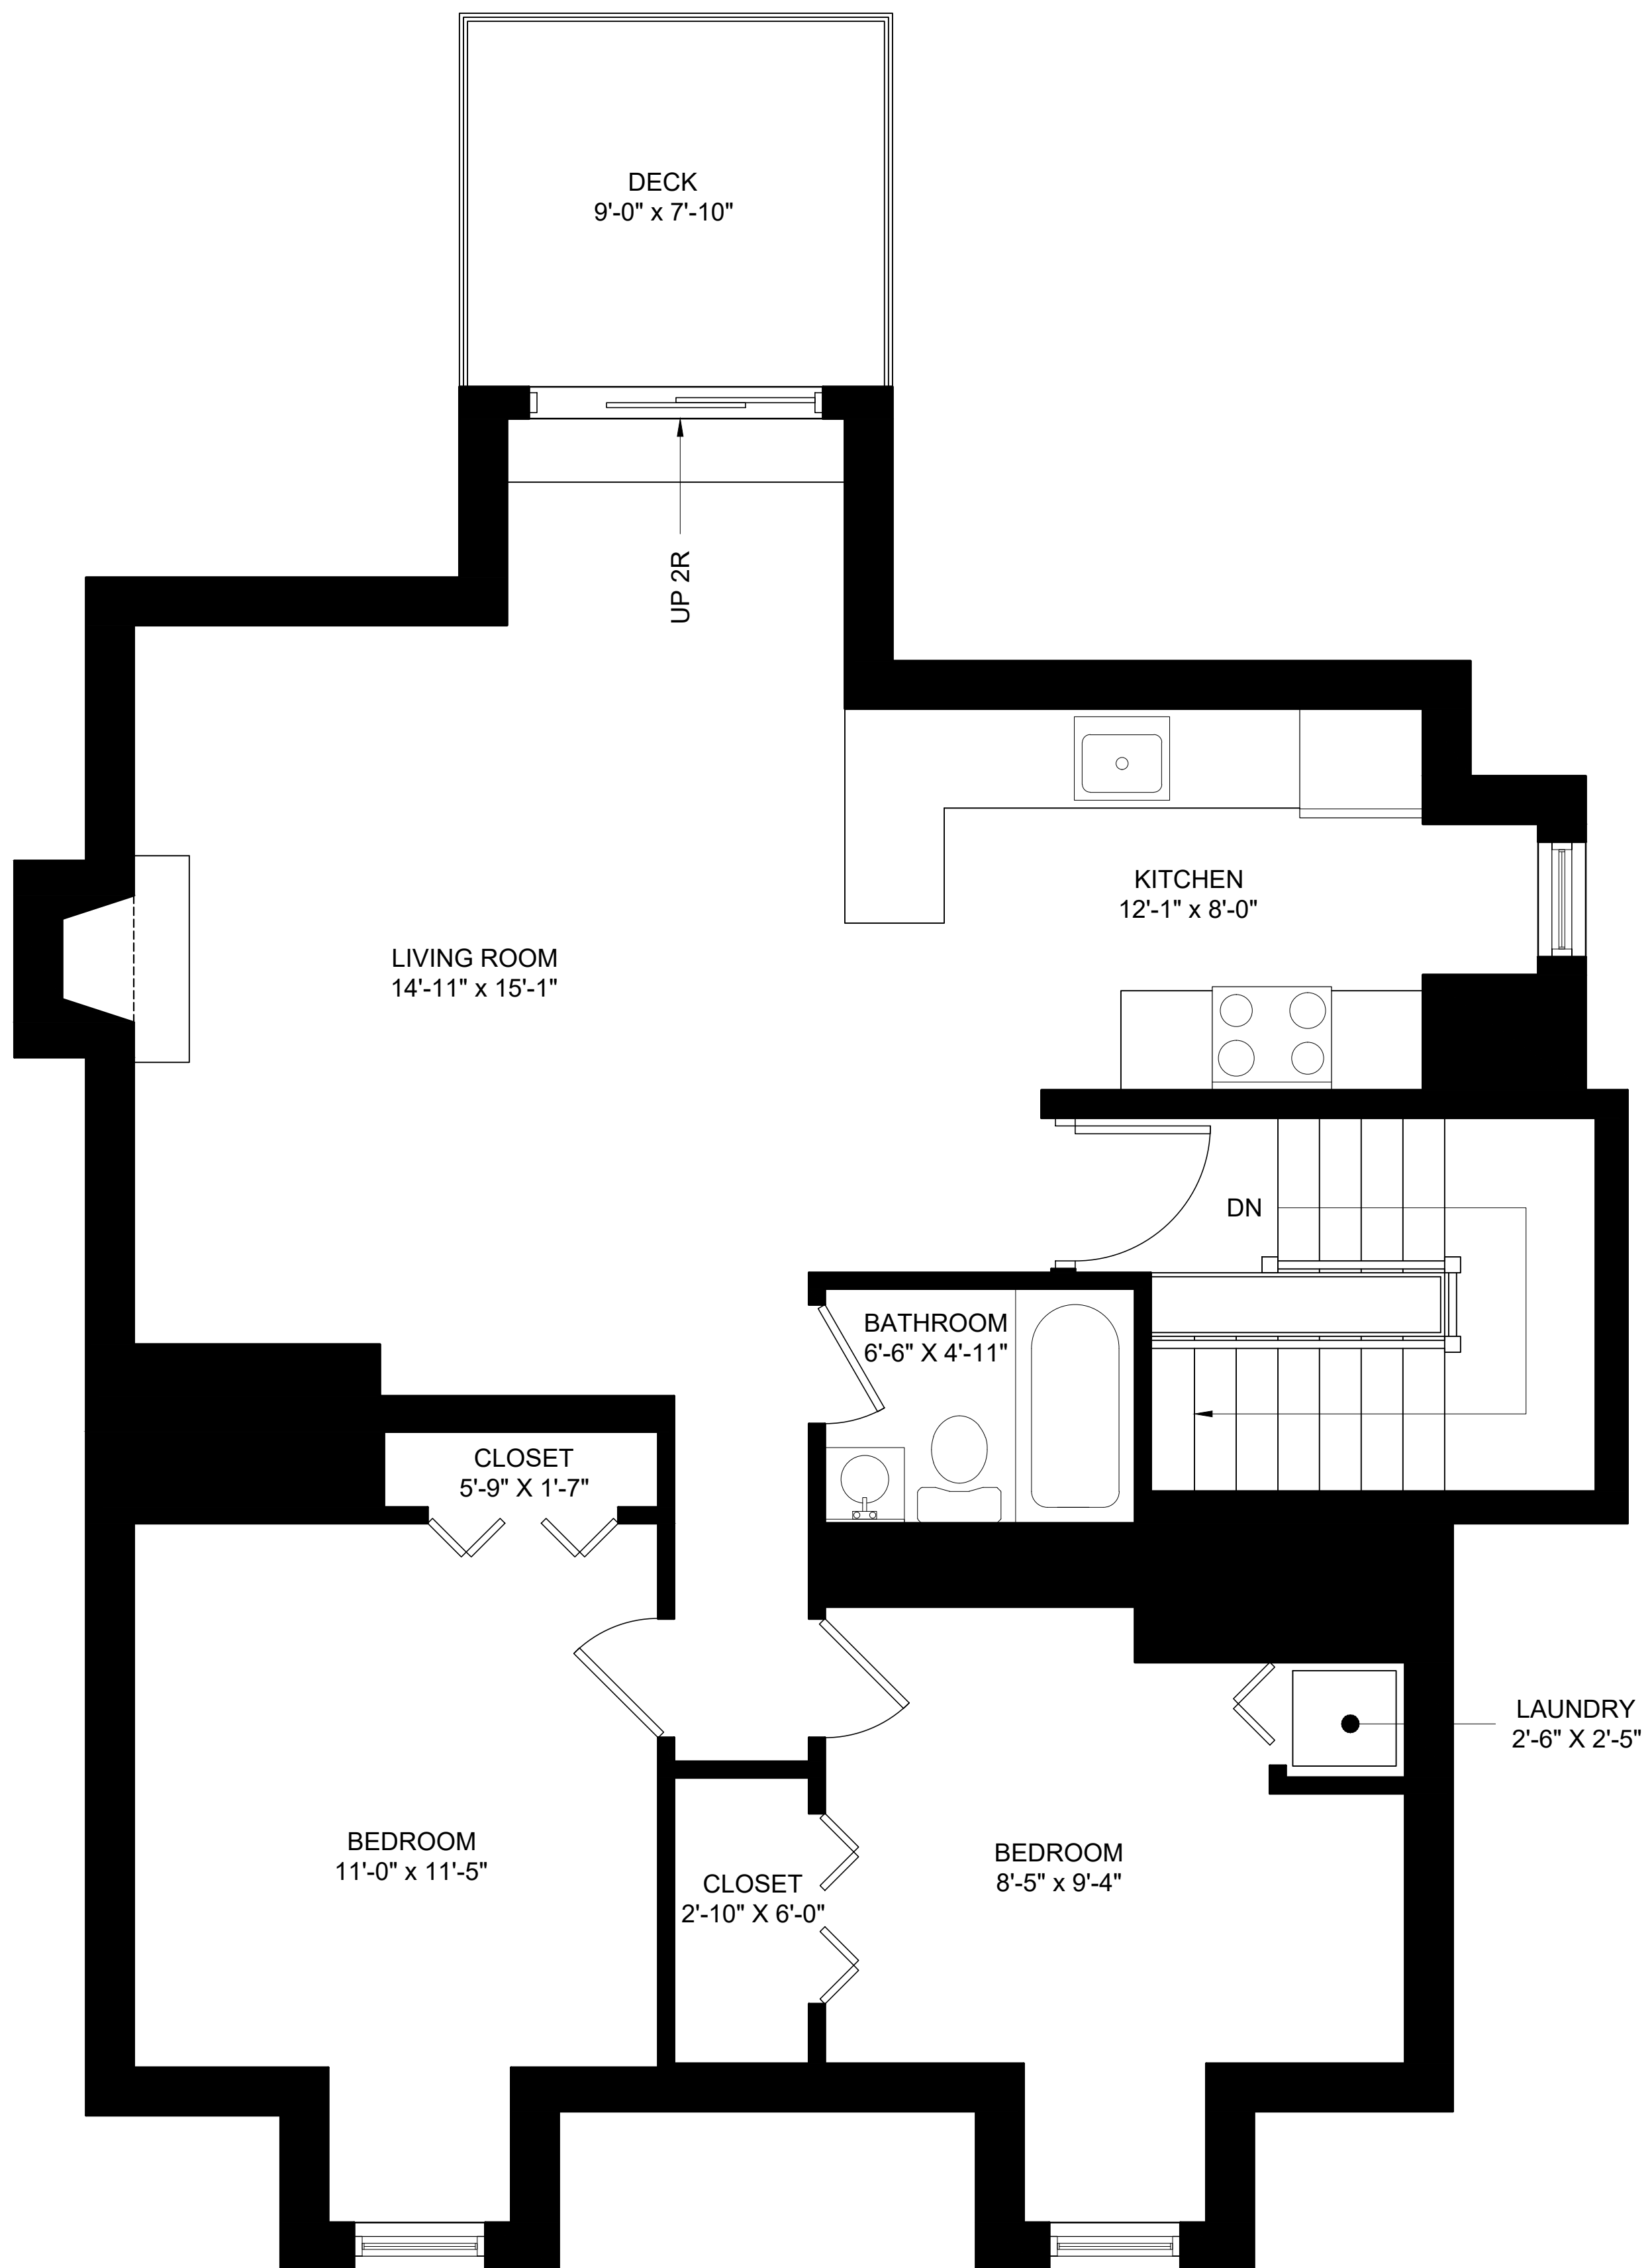 DECK
9'-0" x 7'-10"
UP 2R
KITCHEN
12'-1" x 8'-0"
LIVING ROOM
14'-11" x 15'-1"
DN
BATHROOM
6'-6" X 4'-11"
CLOSET
5'-9" X 1'-7"
LAUNDRY
2'-6" X 2'-5"
BEDROOM
11'-0" x 11'-5"
BEDROOM
8'-5" x 9'-4"
CLOSET
2'-10" X 6'-0"